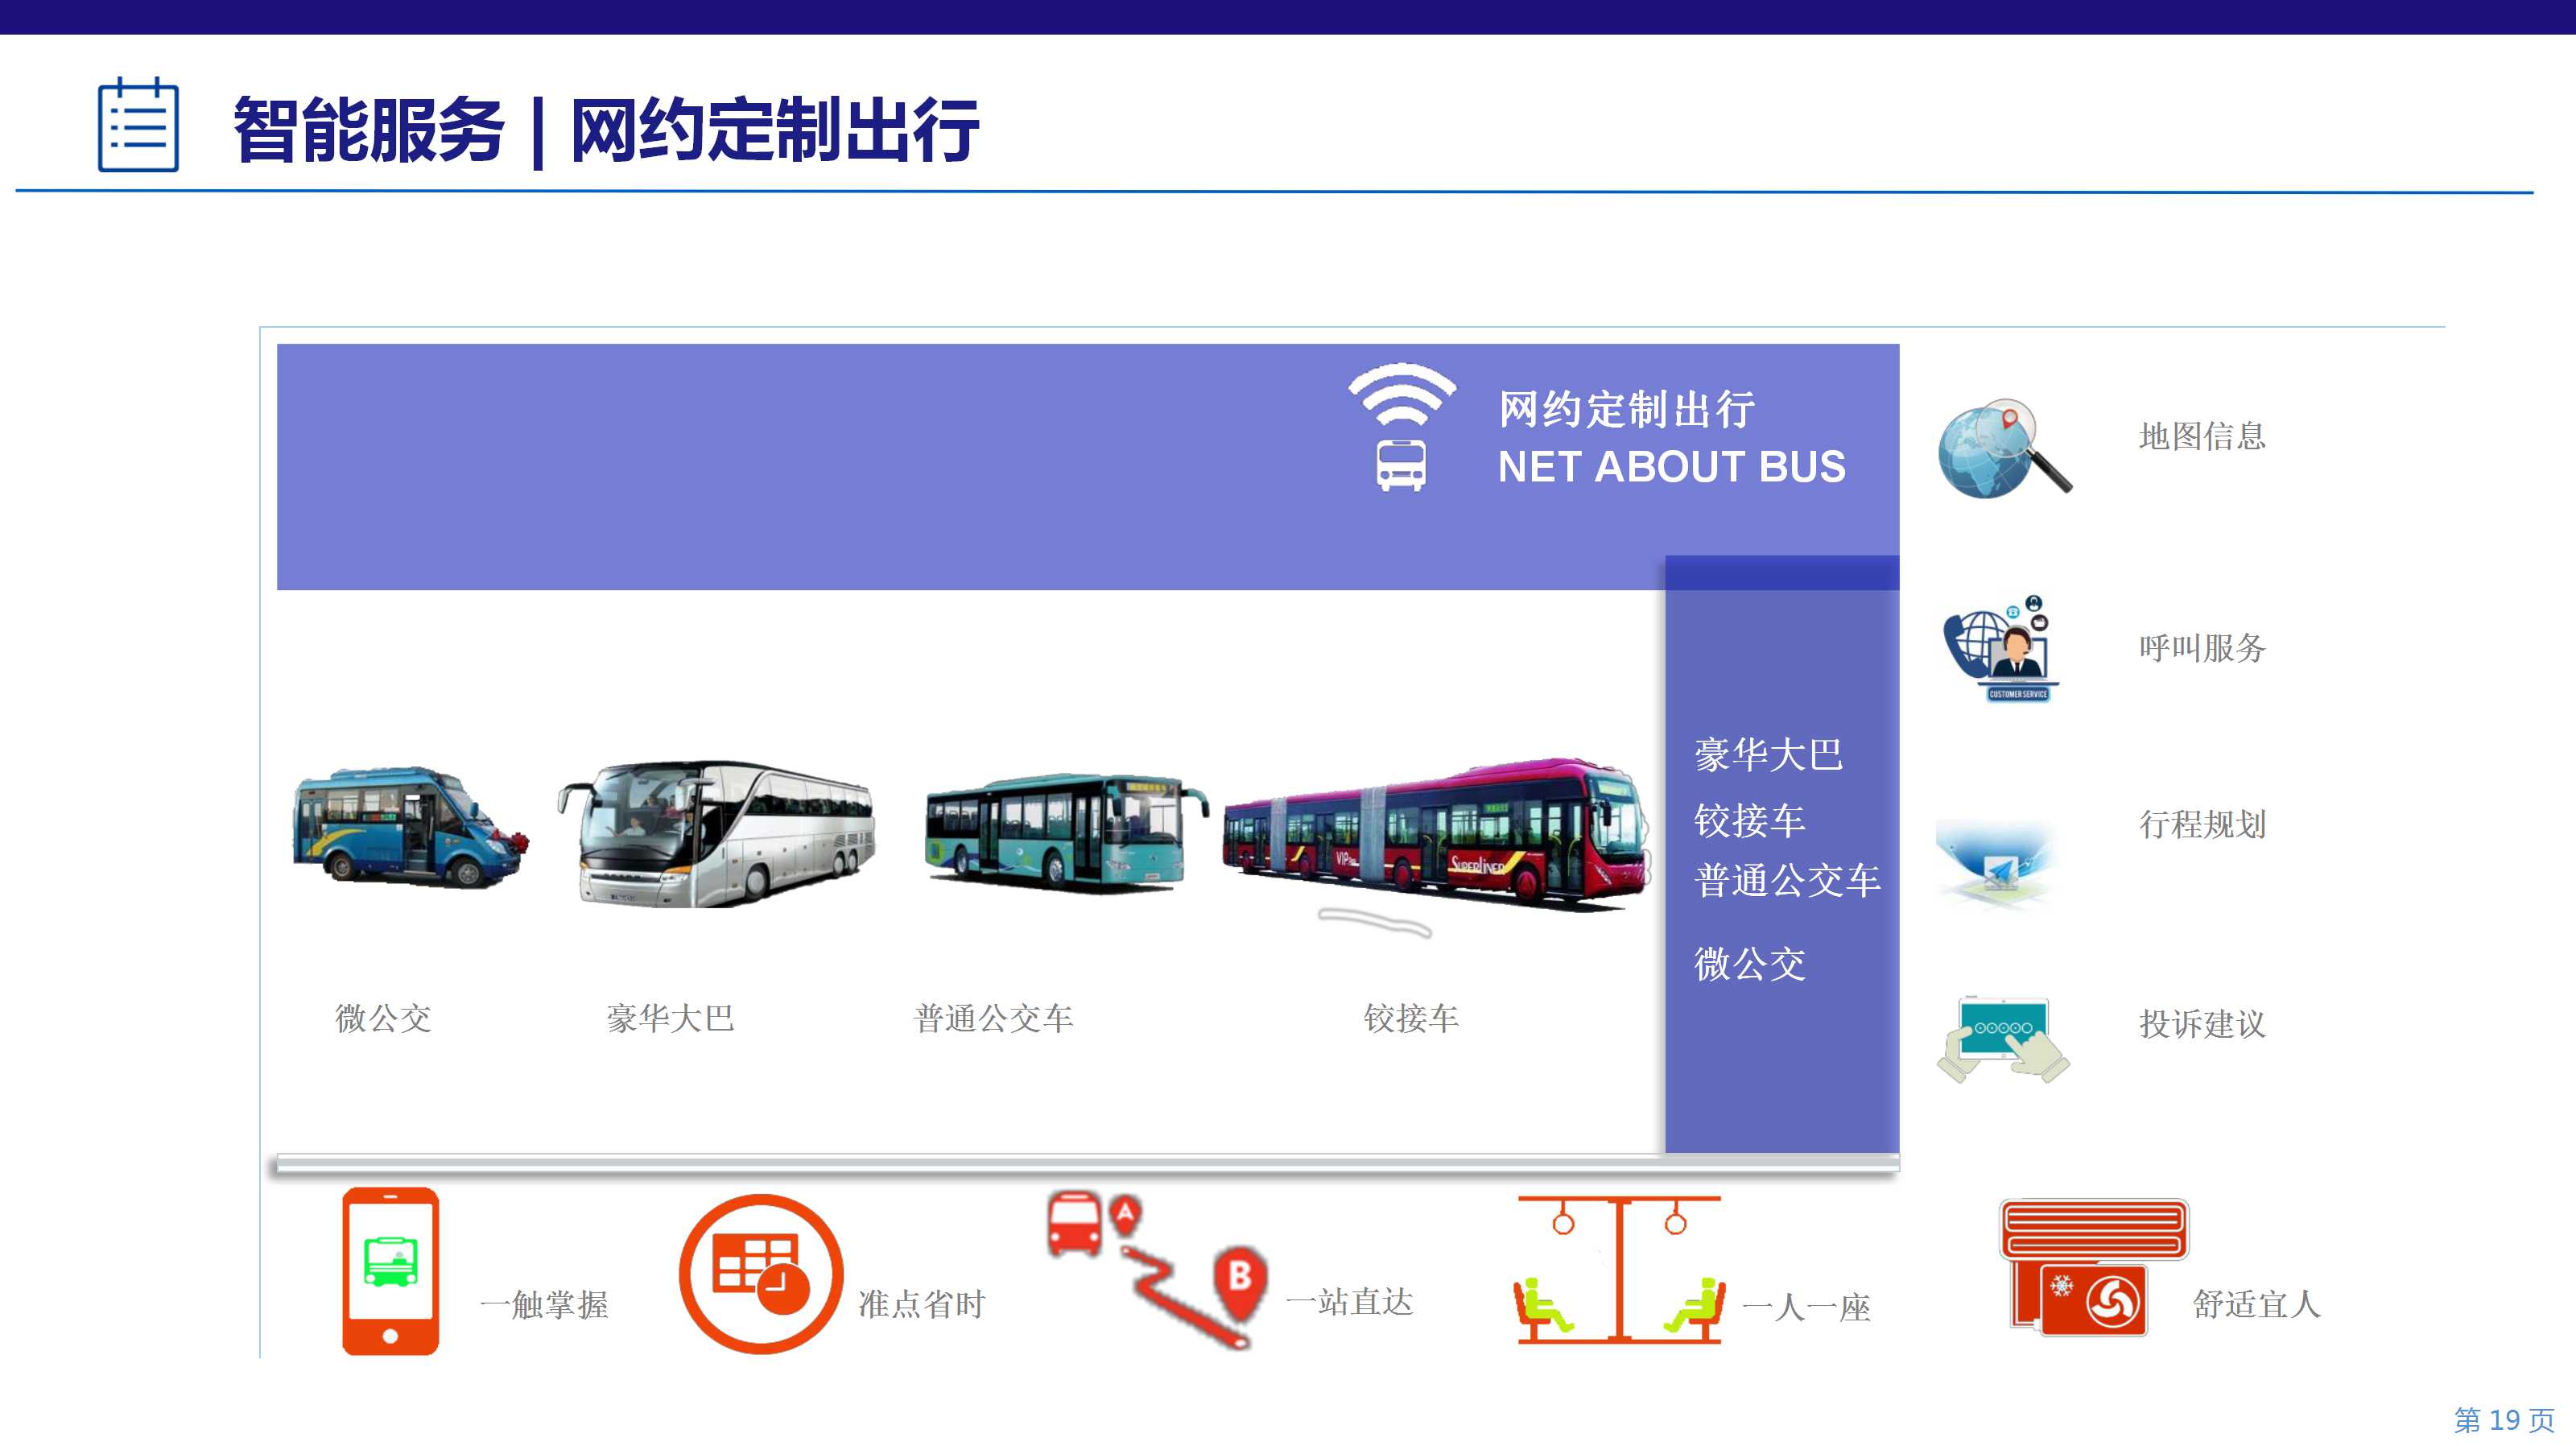 智能服务 | 网约定制出行
网约定制出行
NET ABOUT BUS
地图信息
CUSTOMER SERVICE
呼叫服务
行程规划
投诉建议
豪华大巴
铰接车
普通公交车
微公交
VIP
SUPERLINER
微公交
豪华大巴
普通公交车
铰接车
一触掌握
准点省时
A
B
一站直达
一人一座
舒适宜人
第 19 页